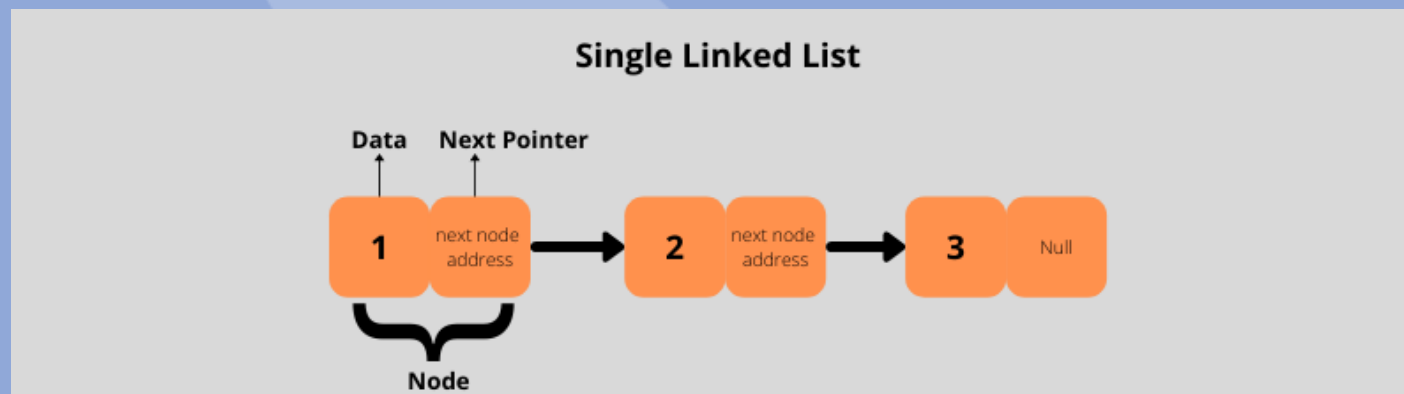 Single Linked List
Data
Next Pointer
1
next node
address
2
next node
address
3
Null
Node